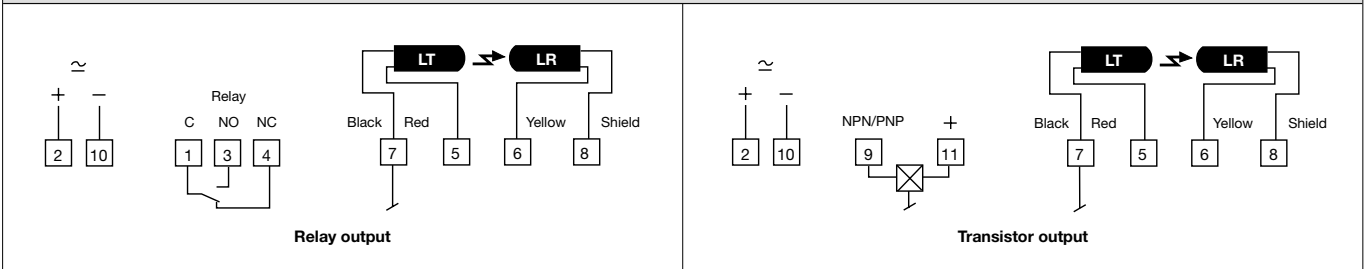 LT LR
≃
+ −
Relay
C NO NC
Black Red Yellow Shield
2 10 1 3 4 7 5 6 8
Relay output
LT LR
≃
+ −
NPN/PNP +
Black Red Yellow Shield
2 10 9 11 7 5 6 8
Transistor output